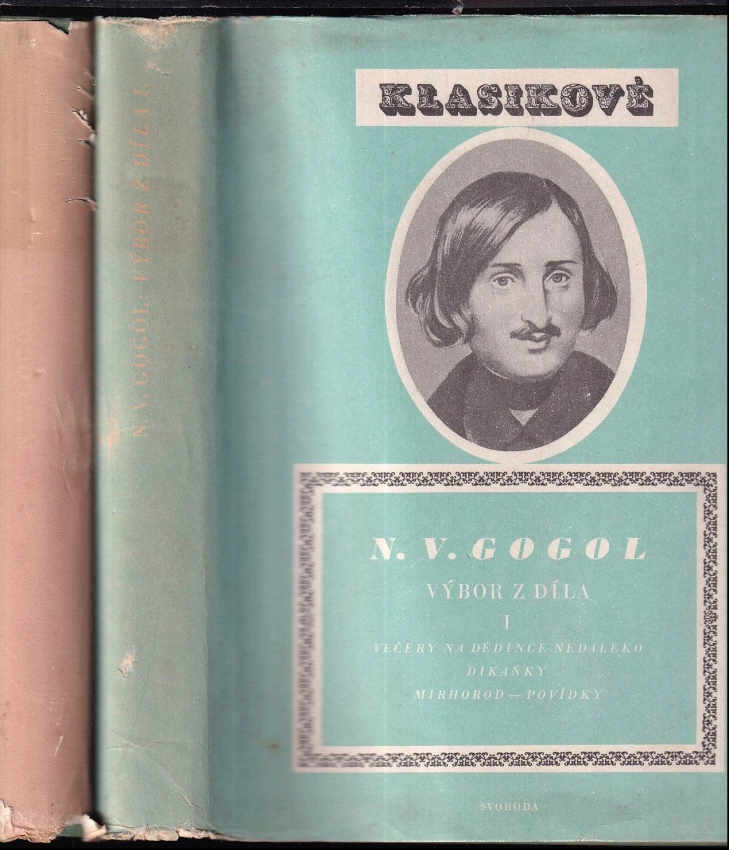 N. V. GOGOL: VÝBOR Z DÍLA I.
KLASIKOVÉ
N. V. GOGOL
VÝBOR Z DÍLA
I
VEČERY NA DĚDINCE NEDALEKO
DIKAŇKY
MIRHOROD — POVÍDKY
SVOBODA